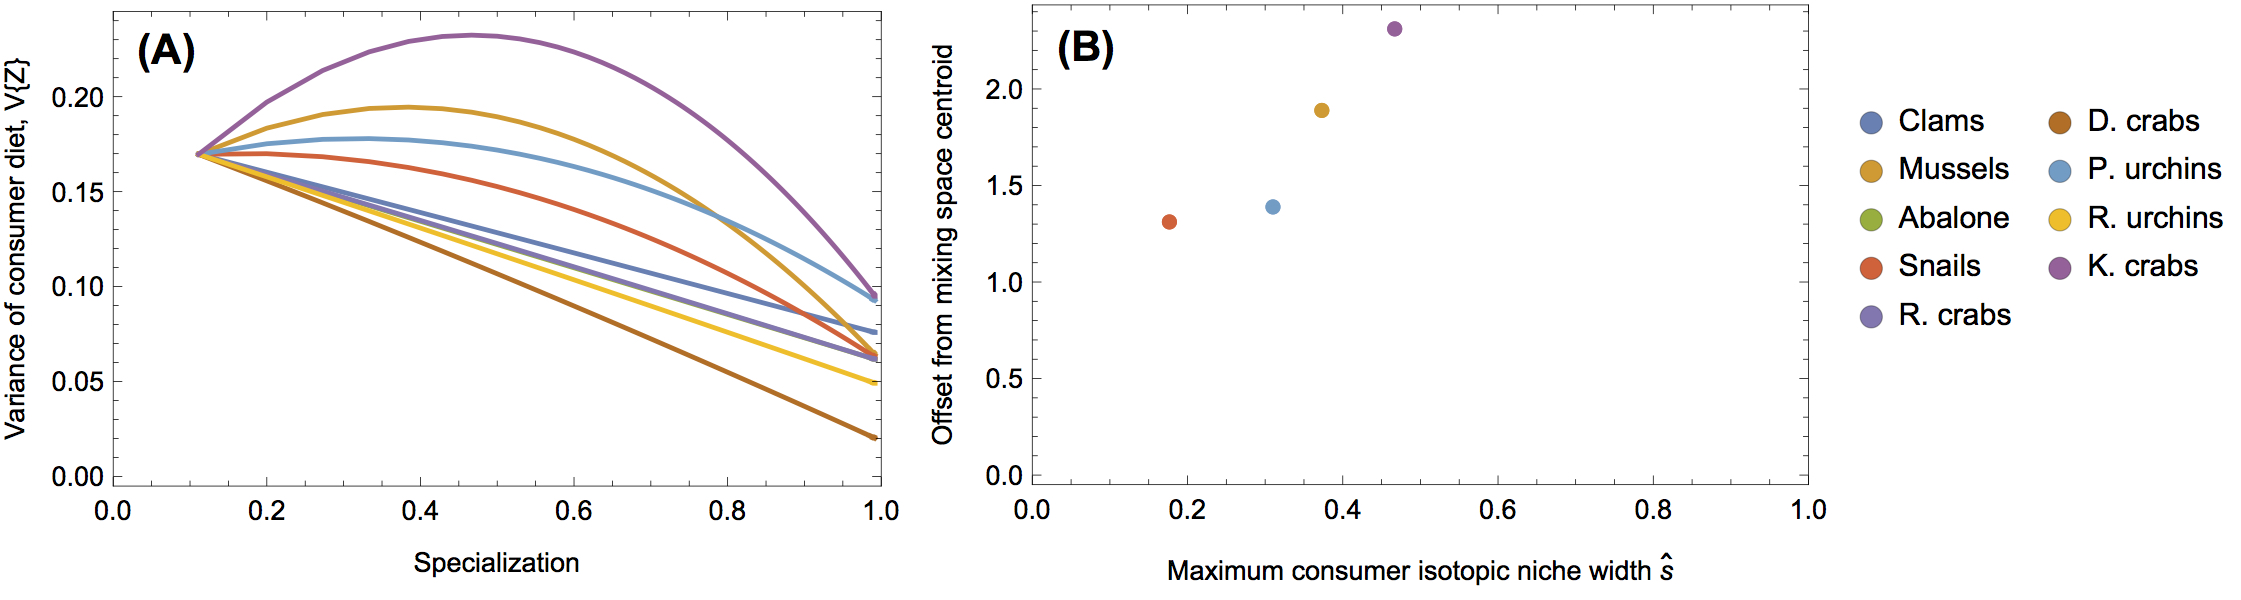 (A)
Variance of consumer diet, V{Z}
0.20
0.15
0.10
0.05
0.00
0.0 0.2 0.4 0.6 0.8 1.0
Specialization
(B)
Offset from mixing space centroid
2.0
1.5
1.0
0.5
0.0
0.0 0.2 0.4 0.6 0.8 1.0
Maximum consumer isotopic niche width ŝ
Clams
Mussels
Abalone
Snails
R. crabs
D. crabs
P. urchins
R. urchins
K. crabs